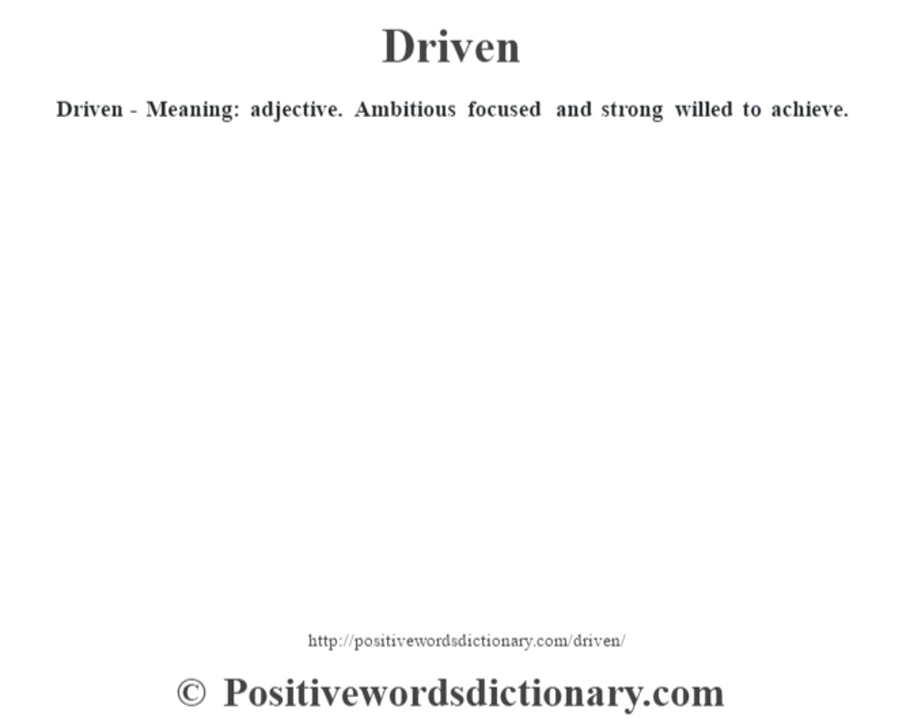 Driven
Driven - Meaning: adjective. Ambitious focused and strong willed to achieve.
http://positivewordsdictionary.com/driven/
© Positivewordsdictionary.com